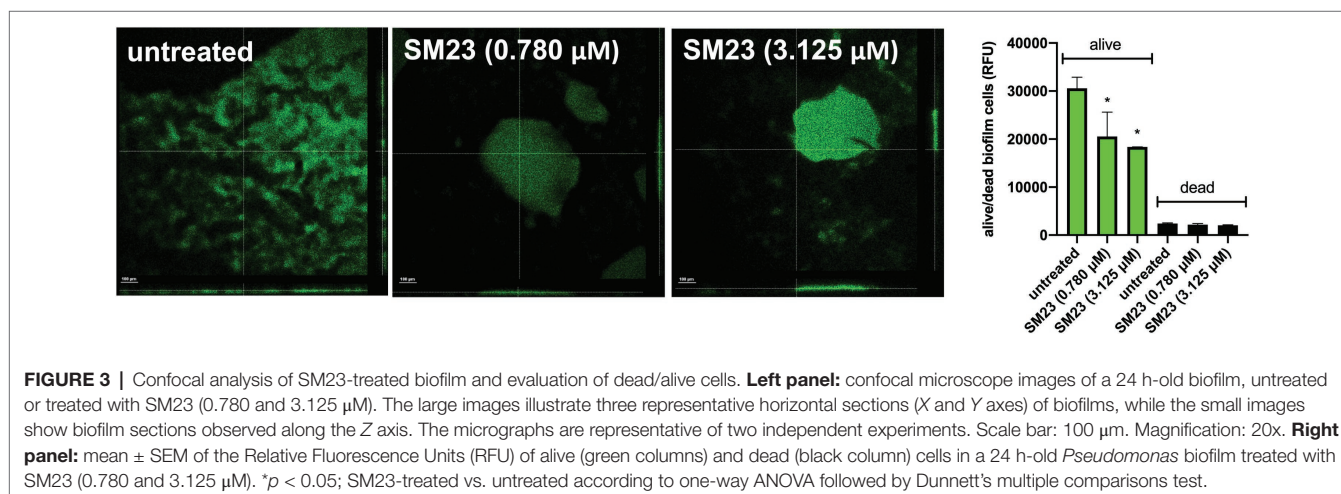 untreated
SM23 (0.780 µM)
SM23 (3.125 µM)
100 µm
100 µm
100 µm
alive/dead biofilm cells (RFU)
40000
30000
20000
10000
0
alive
dead
*
*
untreated
SM23 (0.780 µM)
SM23 (3.125 µM)
untreated
SM23 (0.780 µM)
SM23 (3.125 µM)
FIGURE 3 | Confocal analysis of SM23-treated biofilm and evaluation of dead/alive cells. Left panel: confocal microscope images of a 24 h-old biofilm, untreated
or treated with SM23 (0.780 and 3.125 μM). The large images illustrate three representative horizontal sections (X and Y axes) of biofilms, while the small images
show biofilm sections observed along the Z axis. The micrographs are representative of two independent experiments. Scale bar: 100 μm. Magnification: 20x. Right
panel: mean ± SEM of the Relative Fluorescence Units (RFU) of alive (green columns) and dead (black column) cells in a 24 h-old Pseudomonas biofilm treated with
SM23 (0.780 and 3.125 μM). *p < 0.05; SM23-treated vs. untreated according to one-way ANOVA followed by Dunnett’s multiple comparisons test.